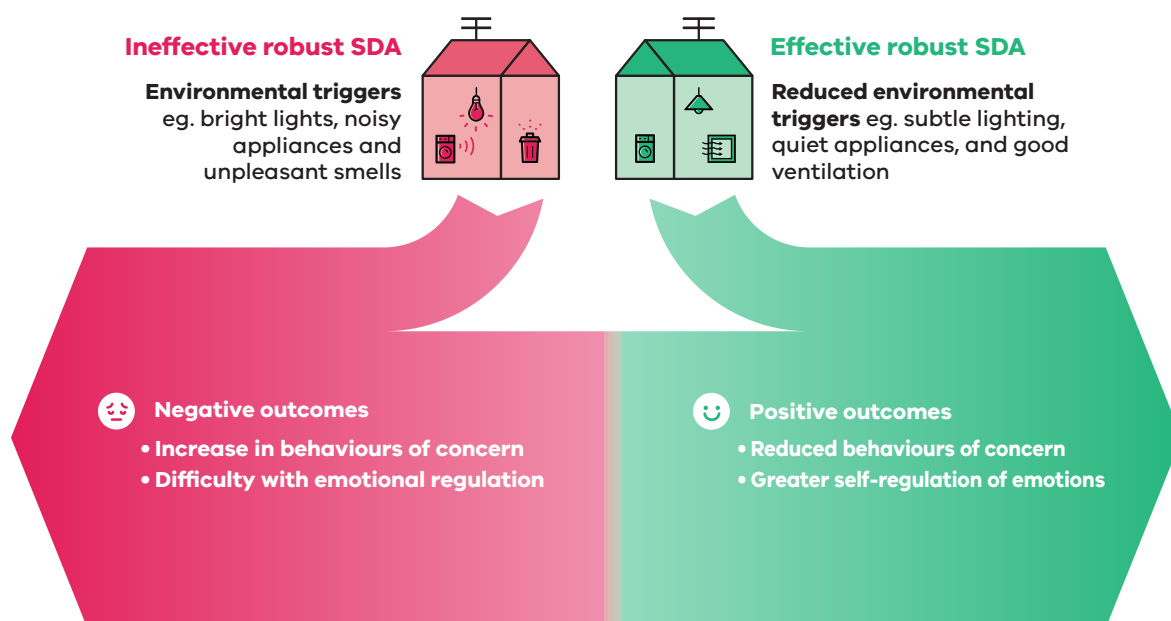 Ineffective robust SDA
Environmental triggers
eg. bright lights, noisy
appliances and
unpleasant smells
Effective robust SDA
Reduced environmental
triggers eg. subtle lighting,
quiet appliances, and good
ventilation
Negative outcomes
• Increase in behaviours of concern
• Difficulty with emotional regulation
Positive outcomes
• Reduced behaviours of concern
• Greater self-regulation of emotions